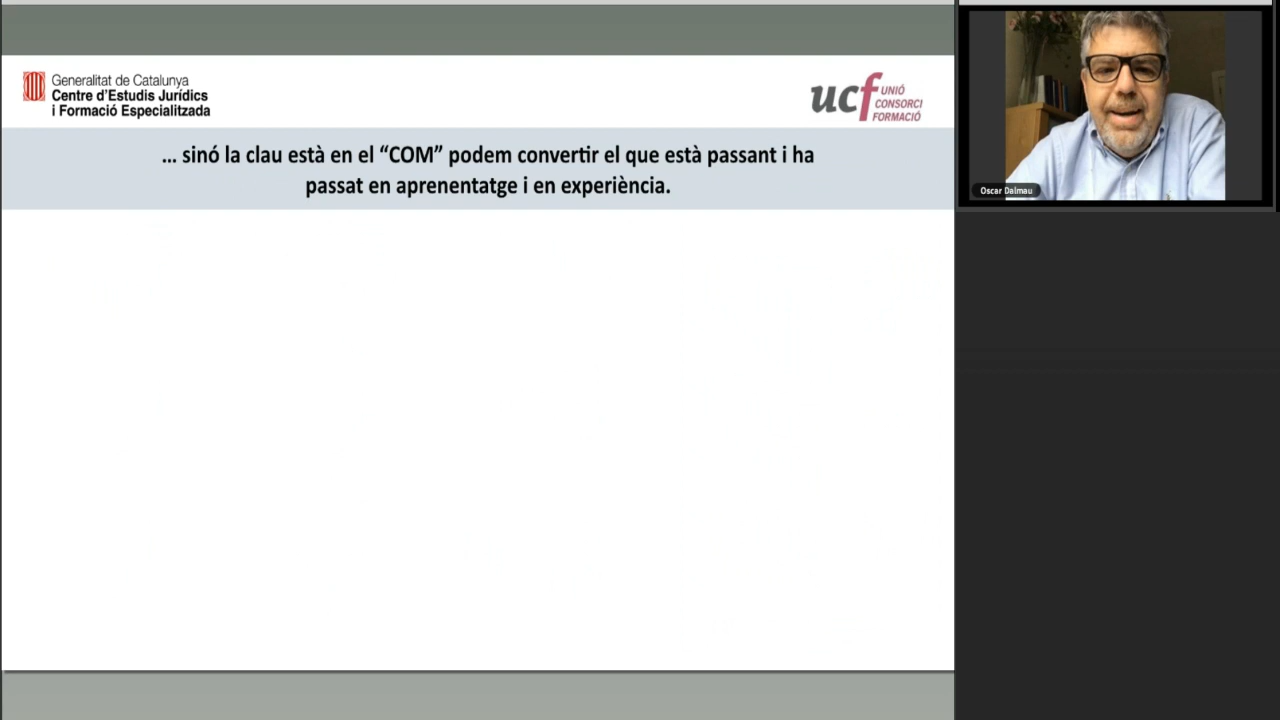 Generalitat de Catalunya
Centre d'Estudis Jurídics
i Formació Especialitzada
ucf UNIÓ
CONSORCI
FORMACIÓ
... sinó la clau està en el “COM” podem convertir el que està passant i ha
passat en aprenentatge i en experiència.
Oscar Dalmau